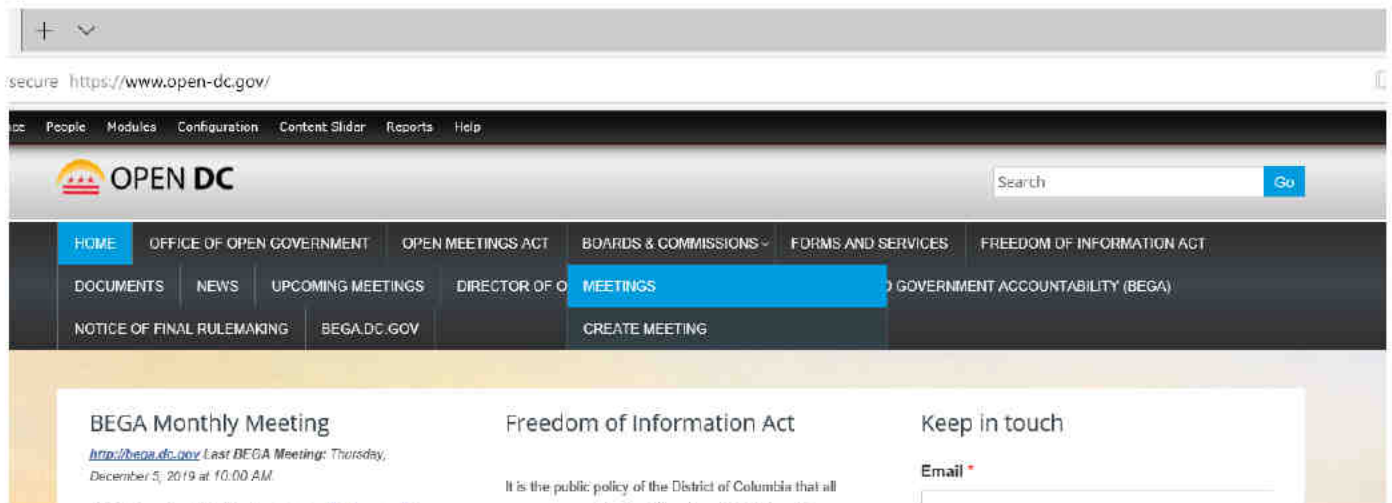 secure https://www.open-dc.gov/
People Modules Configuration Content Slider Reports Help
OPEN DC
Search Go
HOME OFFICE OF OPEN GOVERNMENT OPEN MEETINGS ACT BOARDS & COMMISSIONS FORMS AND SERVICES FREEDOM OF INFORMATION ACT
DOCUMENTS NEWS UPCOMING MEETINGS DIRECTOR OF O MEETINGS GOVERNMENT ACCOUNTABILITY (BEGA)
NOTICE OF FINAL RULEMAKING BEGA.DC.GOV CREATE MEETING
BEGA Monthly Meeting
http://bega.dc.gov Last BEGA Meeting: Thursday,
December 5, 2019 at 10:00 AM.
Freedom of Information Act
It is the public policy of the District of Columbia that all
Keep in touch
Email *